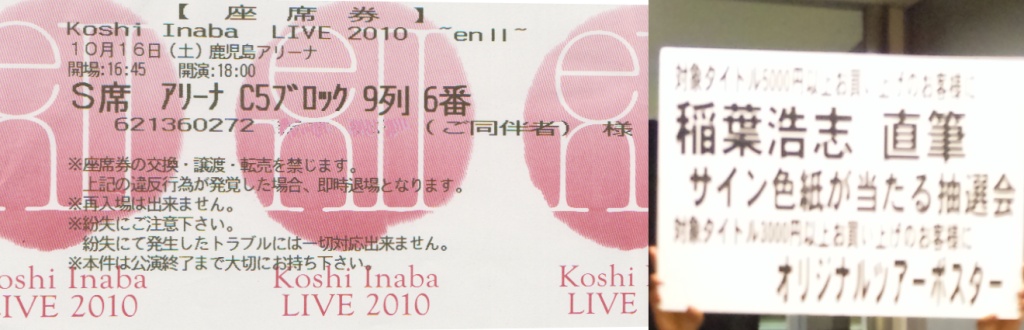 【 座 席 券 】
Koshi Inaba LIVE 2010 ~enⅡ~
10月16日(土) 鹿児島アリーナ
開場:16:45 開演:18:00
S席 アリーナ C5ブロック 9列 6番
621360272 (ご同伴者) 様
※座席券の交換・譲渡・転売を禁じます。
上記の違反行為が発覚した場合、即時退場となります。
※再入場は出来ません。
※紛失にご注意下さい。
紛失にて発生したトラブルには一切対応出来ません。
※本件は公演終了まで大切にお持ち下さい。
oshi Inaba
LIVE 2010
Koshi Inaba
LIVE 2010
Koshi
LIVE
対象タイトル5000円以上お買い上げのお客様に
稲葉浩志 直筆
サイン色紙が当たる抽選会
対象タイトル3000円以上お買い上げのお客様に
オリジナルツアーポスター